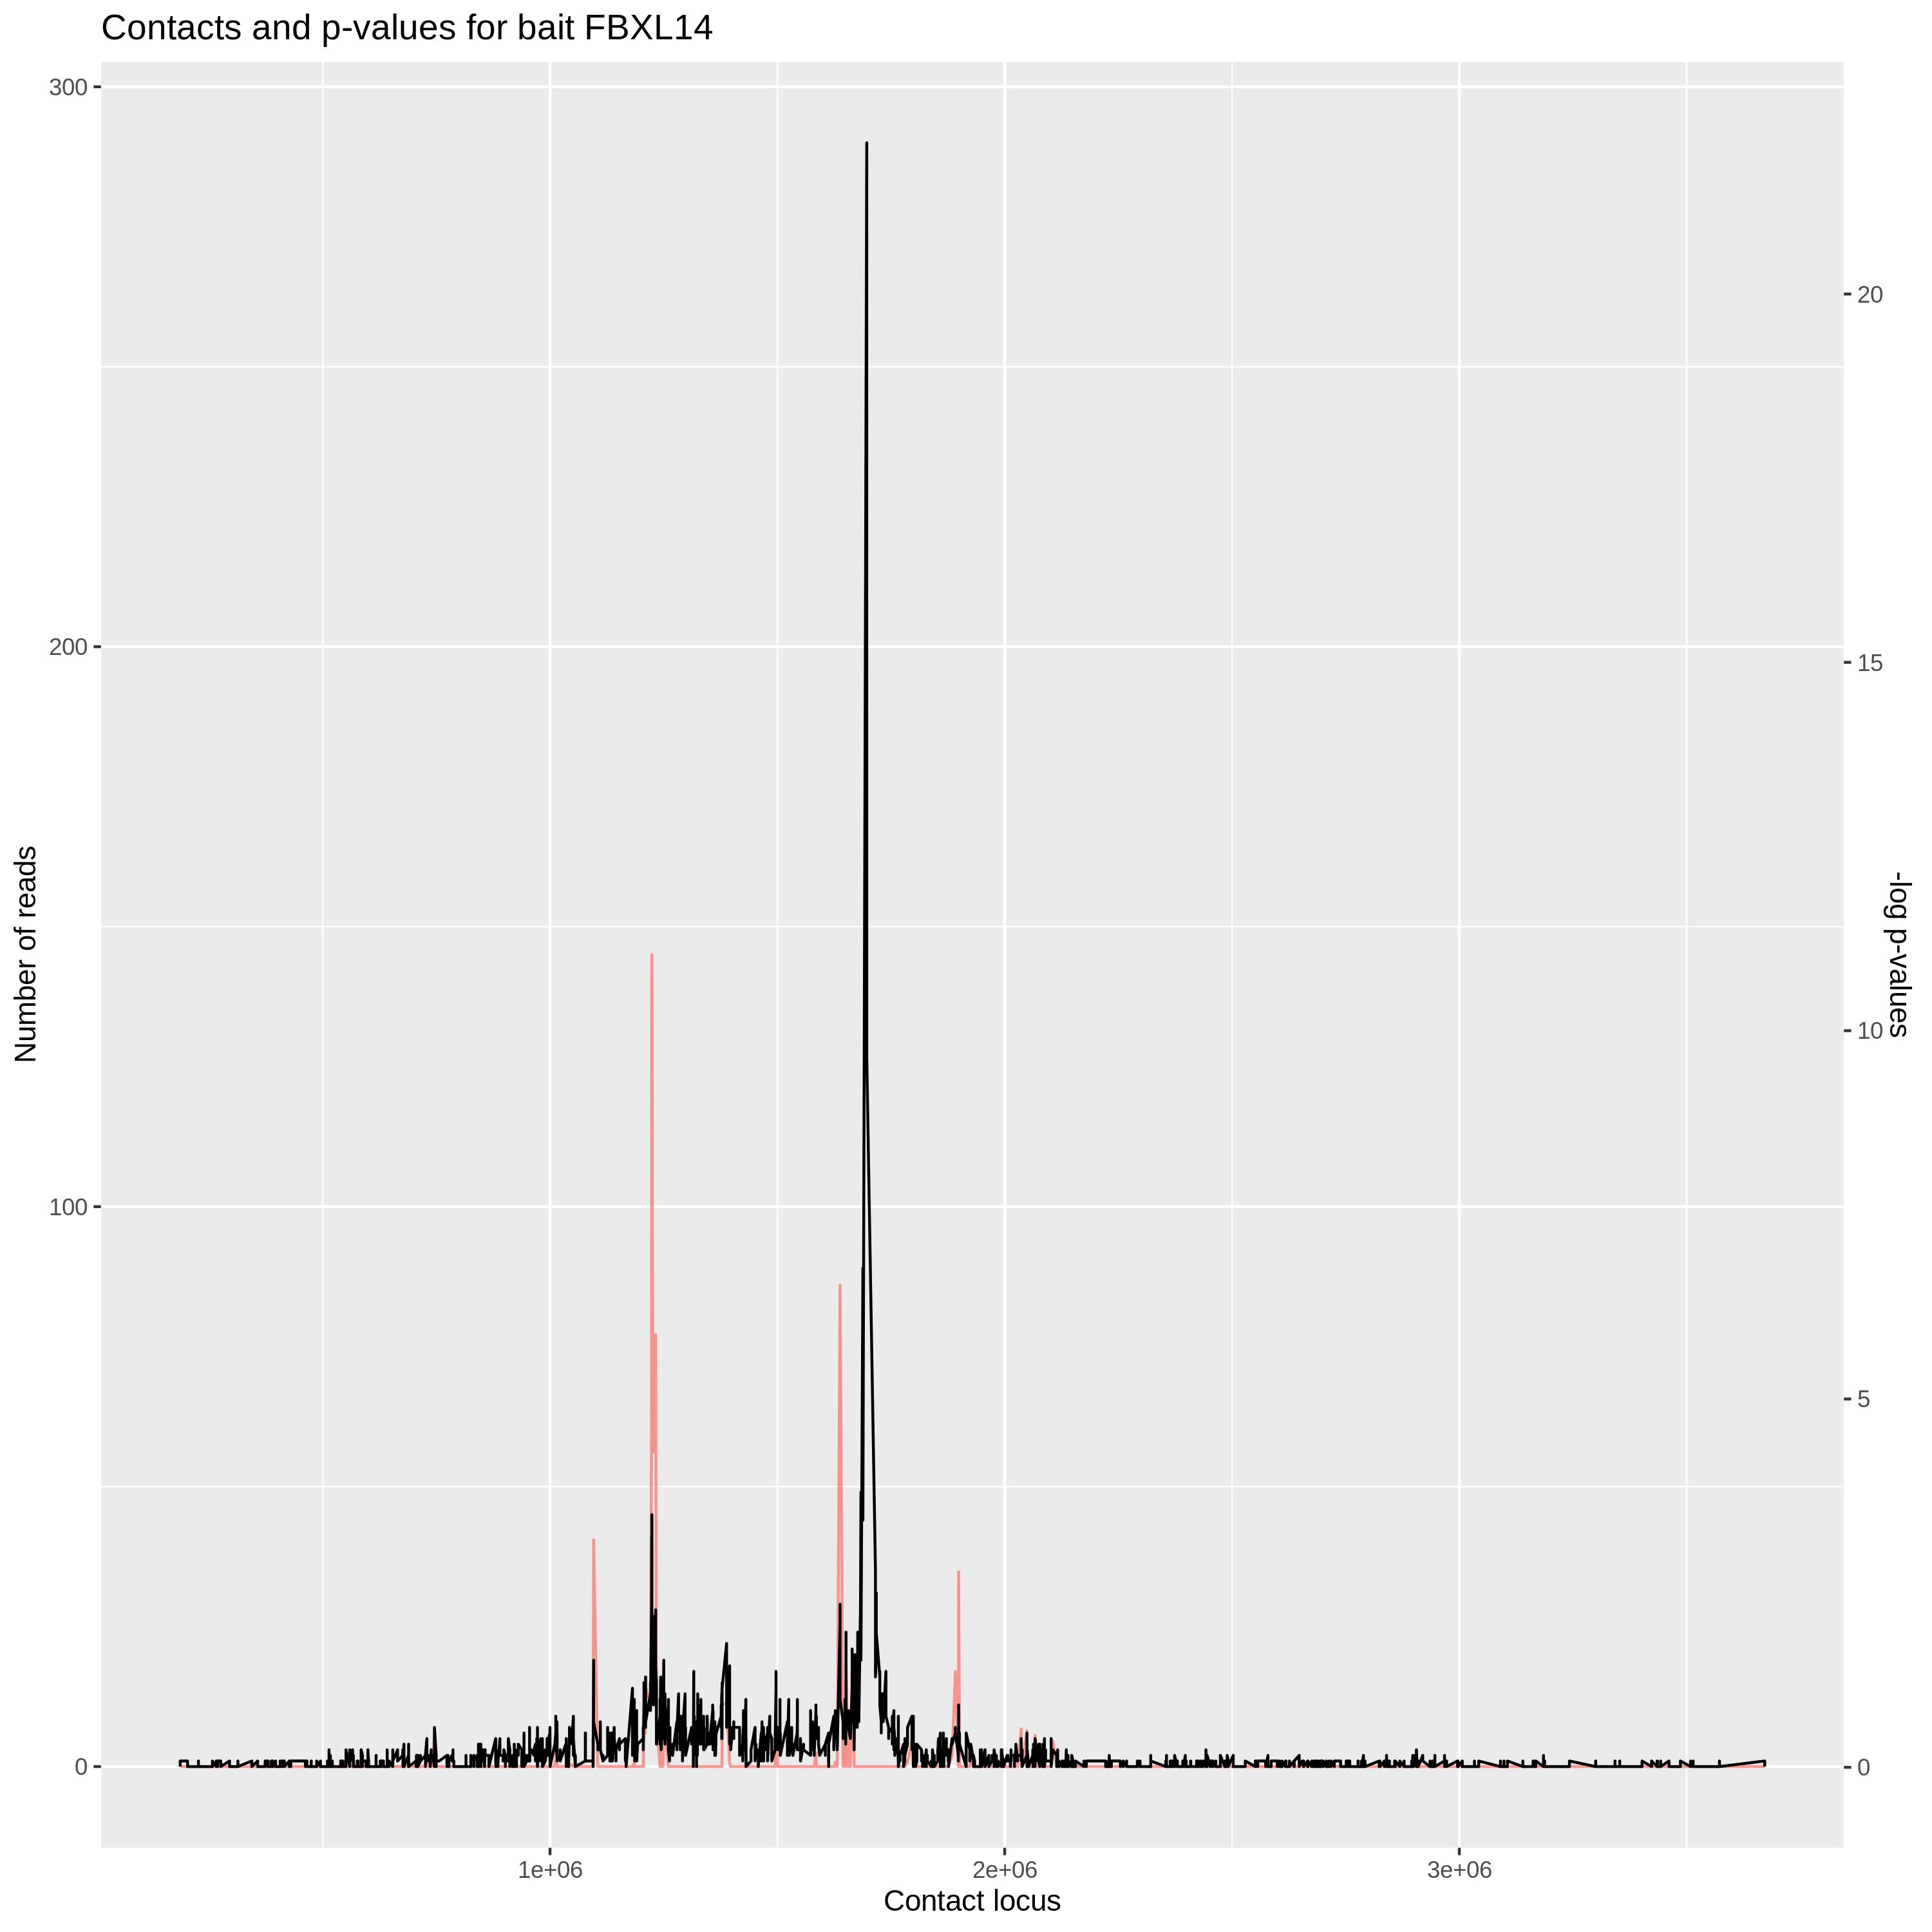 Contacts and p-values for bait FBXL14
300
200
100
0
20
15
10
5
0
Number of reads
-log p-values
1e+06
2e+06
3e+06
Contact locus